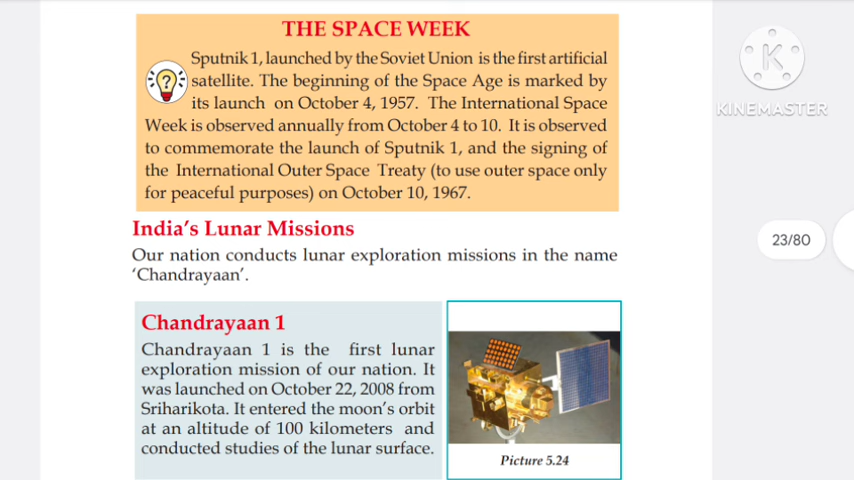 THE SPACE WEEK
Sputnik 1, launched by the Soviet Union is the first artificial
satellite. The beginning of the Space Age is marked by
its launch on October 4, 1957. The International Space
Week is observed annually from October 4 to 10. It is observed
to commemorate the launch of Sputnik 1, and the signing of
the International Outer Space Treaty (to use outer space only
for peaceful purposes) on October 10, 1967.
K
KINEMASTER
India's Lunar Missions
Our nation conducts lunar exploration missions in the name
‘Chandrayaan’.
23/80
Chandrayaan 1
Chandrayaan 1 is the first lunar
exploration mission of our nation. It
was launched on October 22, 2008 from
Sriharikota. It entered the moon's orbit
at an altitude of 100 kilometers and
conducted studies of the lunar surface.
Picture 5.24